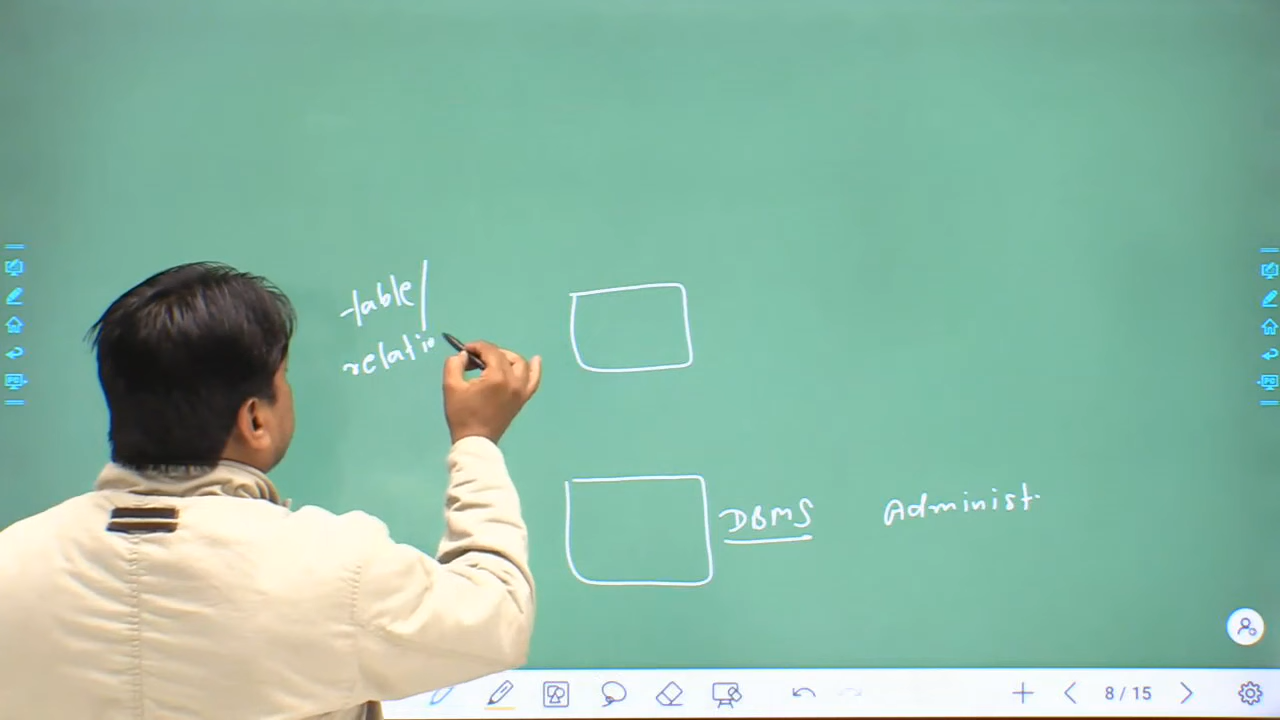 table/
relatio
DBMS Administ.
8 / 15